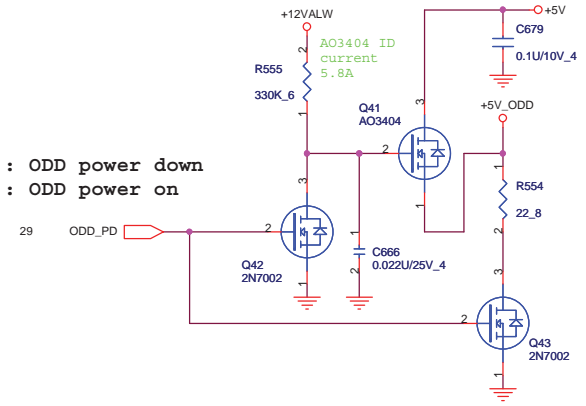 +12VALW
+5V
2
AO3404 ID
current
5.8A
C679
0.1U/10V_4
R555
330K_6
1
3
+5V_ODD
Q41
AO3404
2
1
: ODD power down
: ODD power on
3
1
R554
22_8
2
29
ODD_PD
2
1
C666
0.022U/25V_4
2
Q42
2N7002
1
3
2
Q43
2N7002
1